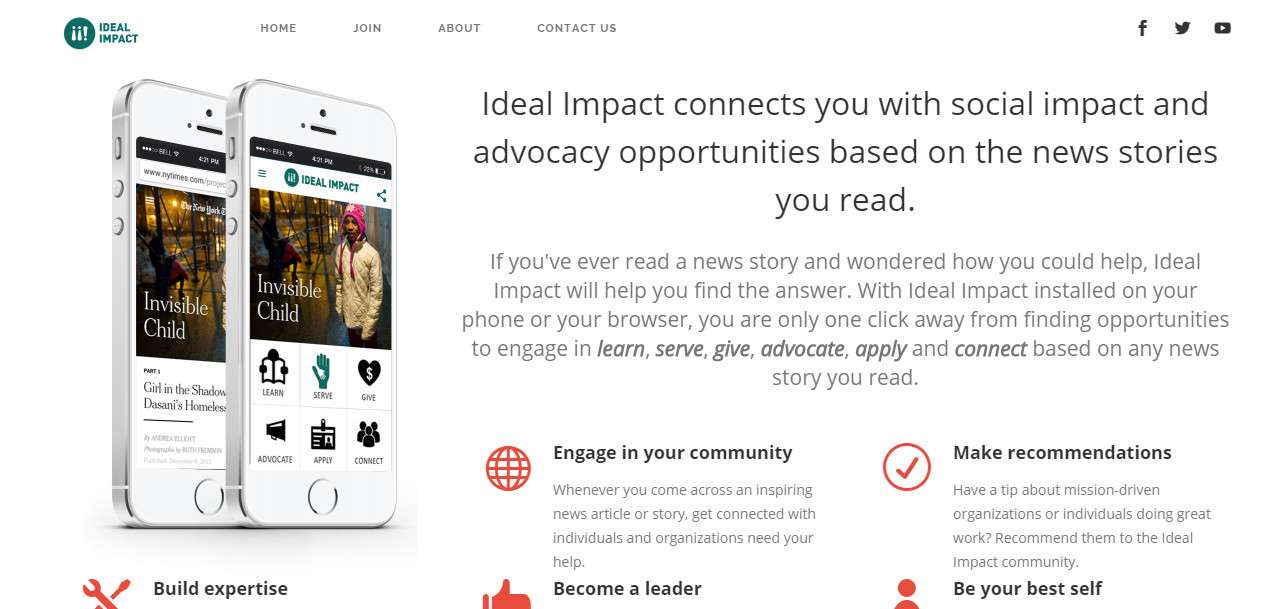 IDEAL
IMPACT
HOME
JOIN
ABOUT
CONTACT US
Ideal Impact connects you with social impact and
advocacy opportunities based on the news stories
you read.
If you've ever read a news story and wondered how you could help, Ideal
Impact will help you find the answer. With Ideal Impact installed on your
phone or your browser, you are only one click away from finding opportunities
to engage in learn, serve, give, advocate, apply and connect based on any news
story you read.
BELL
4:21 PM
www.nytimes.com/projec
The New York T
Invisible
Child
PART 1
Girl in the Shadow
Dasani's Homeless
By ANDREA ELLIOTT
Photographs by RUTH FREMSON
Published: December 9, 2013
BELL
4:21 PM
22%
IDEAL IMPACT
Invisible
Child
LEARN
SERVE
GIVE
ADVOCATE
APPLY
CONNECT
Engage in your community
Whenever you come across an inspiring
news article or story, get connected with
individuals and organizations need your
help.
Make recommendations
Have a tip about mission-driven
organizations or individuals doing great
work? Recommend them to the Ideal
Impact community.
Build expertise
Become a leader
Be your best self